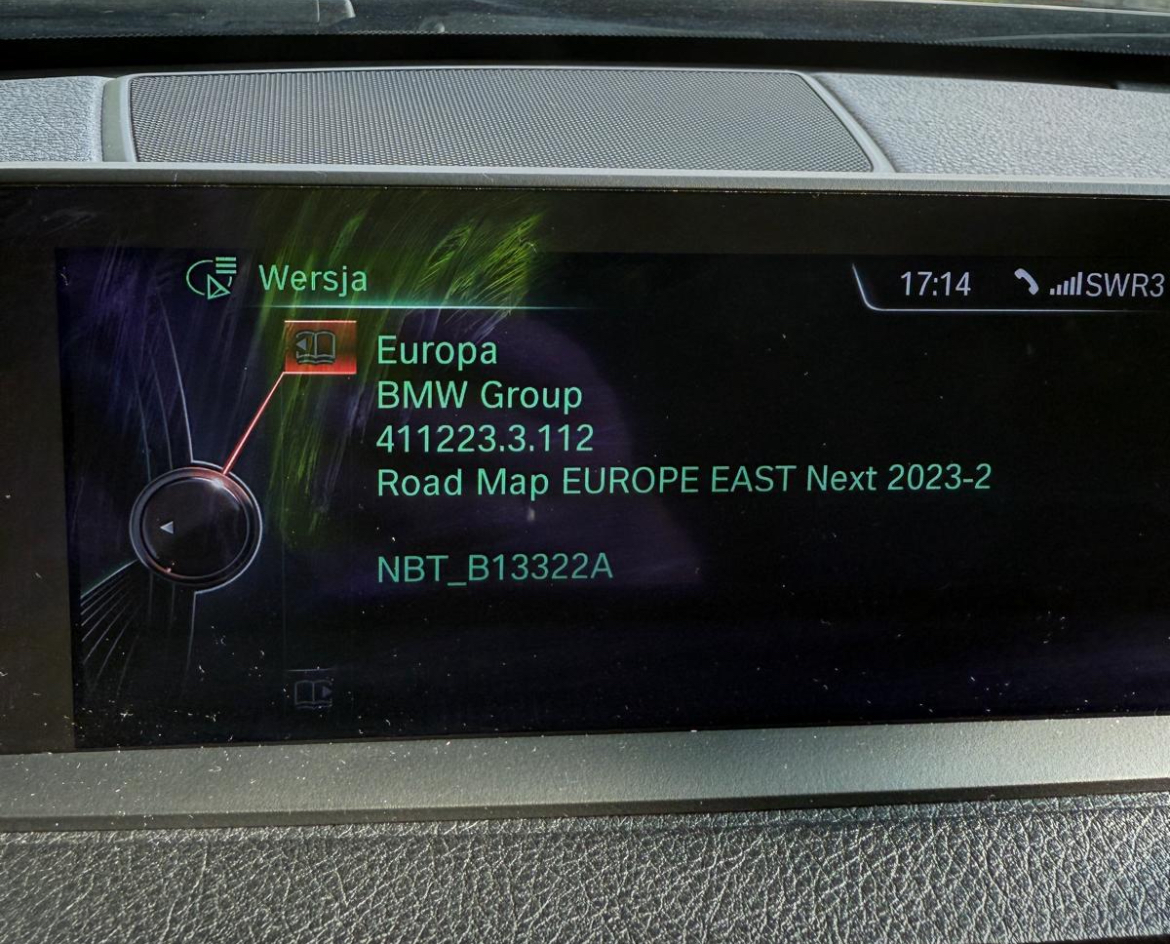 Wersja
17:14 SWR3
Europa
BMW Group
411223.3.112
Road Map EUROPE EAST Next 2023-2
NBT_B13322A